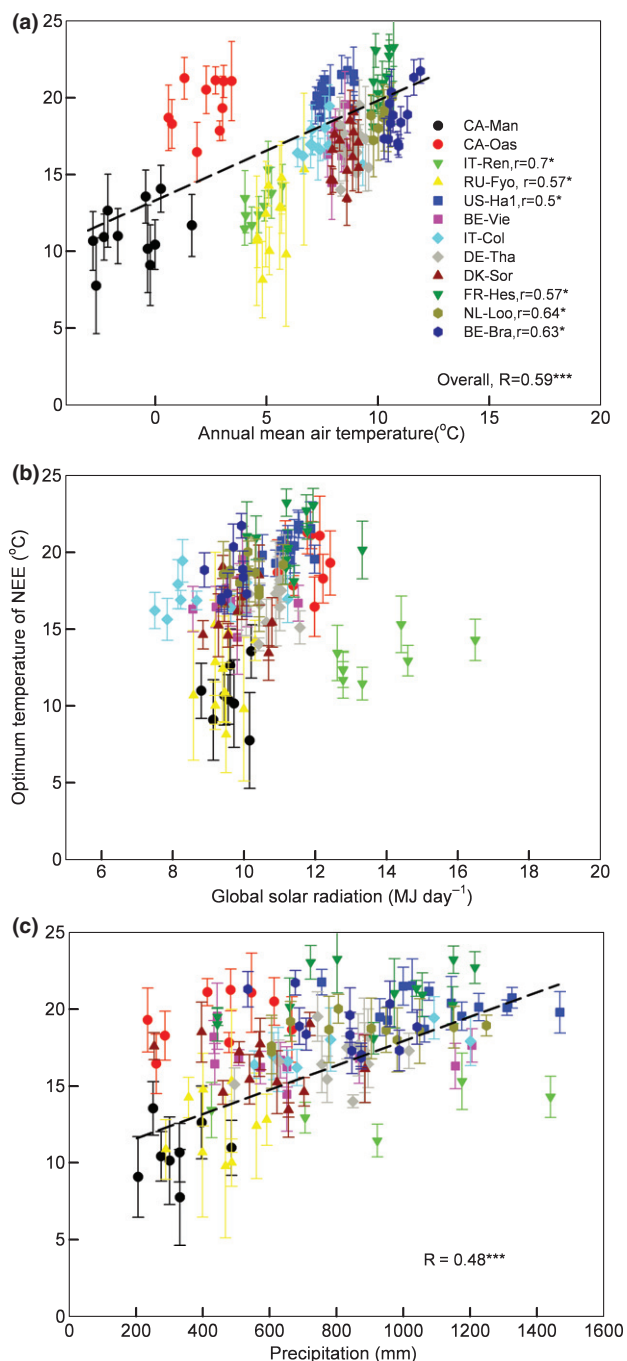 (a)
25
20
15
10
5
0
CA-Man
CA-Oas
IT-Ren, r=0.7*
RU-Fyo, r=0.57*
US-Ha1, r=0.5*
BE-Vie
IT-Col
DE-Tha
DK-Sor
FR-Hes,r=0.57*
NL-Loo,r=0.64*
BE-Bra,r=0.63*
Overall, R=0.59***
0 5 10 15 20
Annual mean air temperature(°C)
(b)
25
20
15
10
5
0
Optimum temperature of NEE (°C)
6 8 10 12 14 16 18 20
Global solar radiation (MJ day⁻¹)
(c)
25
20
15
10
5
0
R = 0.48***
0 200 400 600 800 1000 1200 1400 1600
Precipitation (mm)